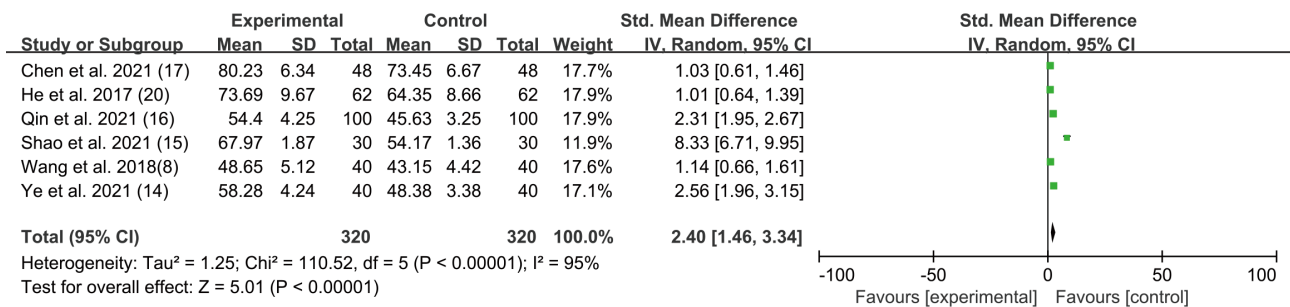 Experimental Control Std. Mean Difference Std. Mean Difference
Study or Subgroup Mean SD Total Mean SD Total Weight IV, Random, 95% CI IV, Random, 95% CI
Chen et al. 2021 (17) 80.23 6.34 48 73.45 6.67 48 17.7% 1.03 [0.61, 1.46]
He et al. 2017 (20) 73.69 9.67 62 64.35 8.66 62 17.9% 1.01 [0.64, 1.39]
Qin et al. 2021 (16) 54.4 4.25 100 45.63 3.25 100 17.9% 2.31 [1.95, 2.67]
Shao et al. 2021 (15) 67.97 1.87 30 54.17 1.36 30 11.9% 8.33 [6.71, 9.95]
Wang et al. 2018(8) 48.65 5.12 40 43.15 4.42 40 17.6% 1.14 [0.66, 1.61]
Ye et al. 2021 (14) 58.28 4.24 40 48.38 3.38 40 17.1% 2.56 [1.96, 3.15]
Total (95% CI) 320 320 100.0% 2.40 [1.46, 3.34]
Heterogeneity: Tau² = 1.25; Chi² = 110.52, df = 5 (P < 0.00001); I² = 95%
Test for overall effect: Z = 5.01 (P < 0.00001)
-100 -50 0 50 100
Favours [experimental] Favours [control]